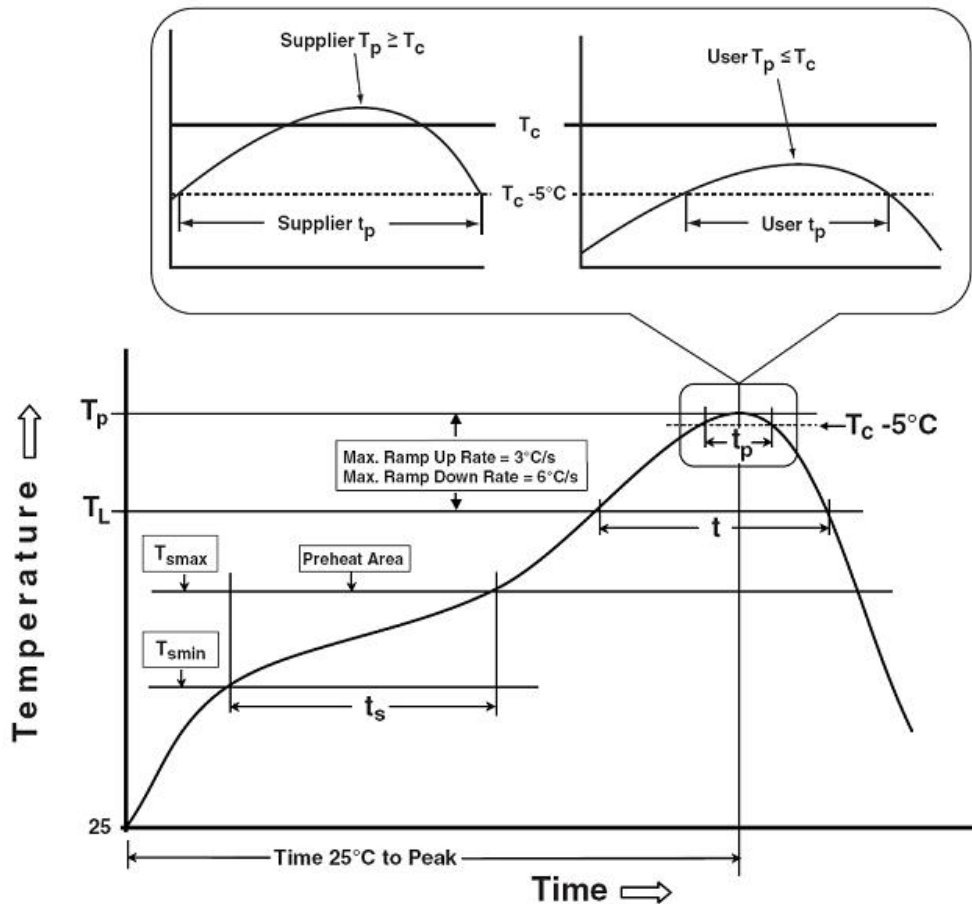 Supplier Tp ≥ Tc
User Tp ≤ Tc
Tc
Tc -5°C
Supplier tp
User tp
Tp
Tc -5°C
tp
Max. Ramp Up Rate = 3°C/s
Max. Ramp Down Rate = 6°C/s
TL
t
Tsmax
Preheat Area
Tsmin
ts
Temperature
25
Time 25°C to Peak
Time